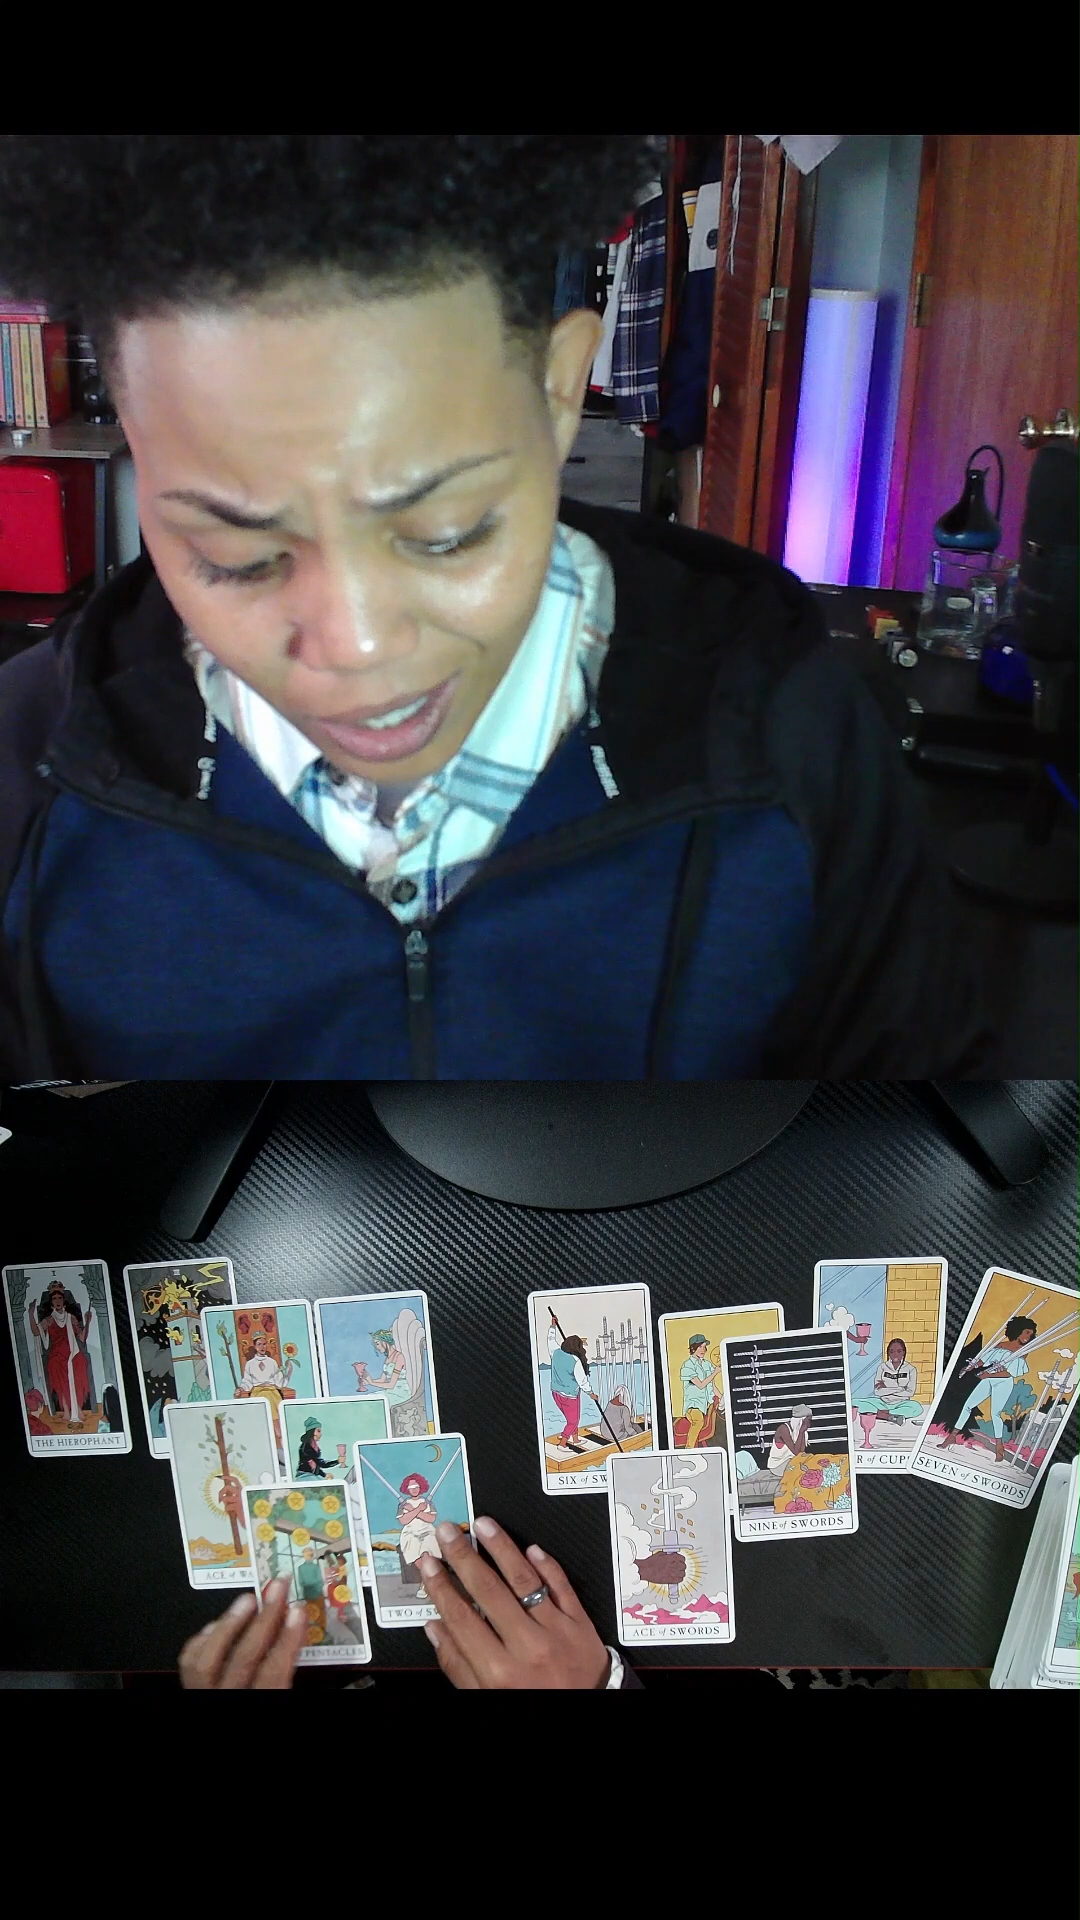 THE HIEROPHANT
SIX of SW
R of CUP
SEVEN of SWORDS
NINE of SWORDS
ACE of WA
TWO of SW
PENTACLES
ACE of SWORDS